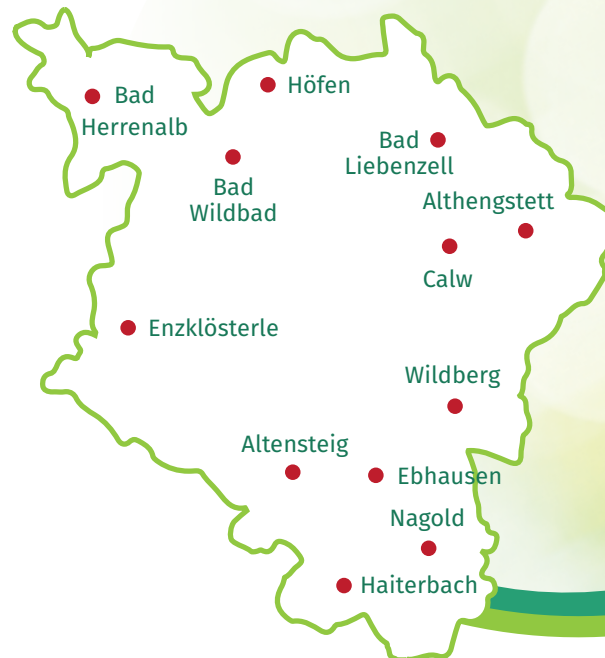 Höfen
Bad
Herrenalb
Bad
Liebenzell
Bad
Wildbad
Althengstett
Calw
Enzklösterle
Wildberg
Altensteig
Ebhausen
Nagold
Haiterbach